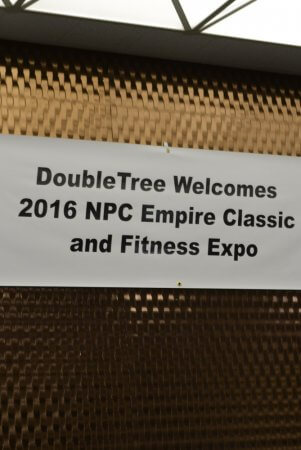 DoubleTree Welcomes
2016 NPC Empire Classic
and Fitness Expo